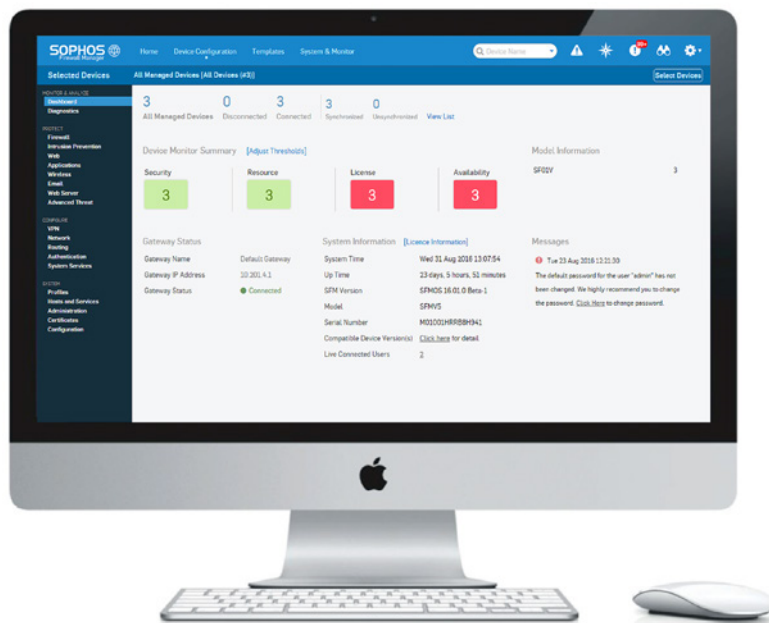 SOPHOS
Firewall Manager
Home Device Configuration Templates System & Monitor
Device Name
99+
Selected Devices
All Managed Devices [All Devices (#3)]
Select Devices
MONITOR & ANALYZE
Dashboard
Diagnostics
PROTECT
Firewall
Intrusion Prevention
Web
Applications
Wireless
Email
Web Server
Advanced Threat
CONFIGURE
VPN
Network
Routing
Authentication
System Services
SYSTEM
Profiles
Hosts and Services
Administration
Certificates
Configuration
3 0 3 3 0
All Managed Devices Disconnected Connected Synchronized Unsynchronized View List
Device Monitor Summary [Adjust Thresholds]
Security Resource License Availability
3 3 3 3
Model Information
SF01V 3
Gateway Status
Gateway Name Default Gateway
Gateway IP Address 10.201.4.1
Gateway Status Connected
System Information [Licence Information]
System Time Wed 31 Aug 2016 13:07:54
Up Time 23 days, 5 hours, 51 minutes
SFM Version SFMOS 16.01.0 Beta-1
Model SFMV5
Serial Number
Compatible Device Version(s) Click here for detail
Live Connected Users 2
Messages
Tue 23 Aug 2016 12:21:30
The default password for the user "admin" has not
been changed. We highly recommend you to change
the password. Click Here to change password.